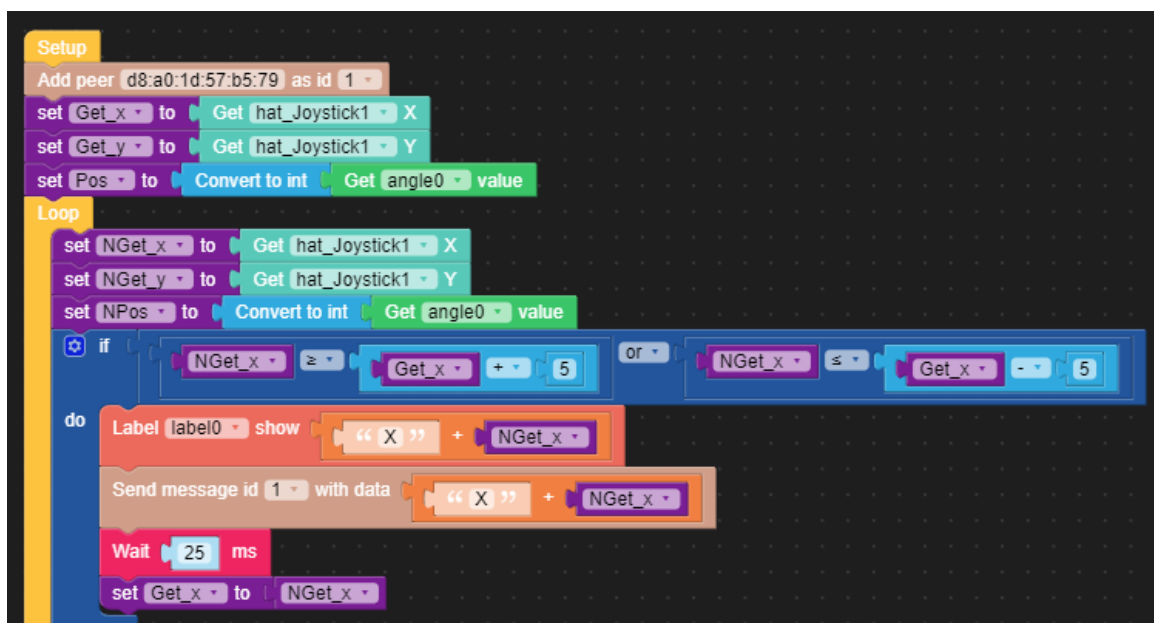 Setup
Add peer d8:a0:1d:57:b5:79 as id 1
set Get_x to Get hat_Joystick1 X
set Get_y to Get hat_Joystick1 Y
set Pos to Convert to int Get angle0 value
Loop
set NGet_x to Get hat_Joystick1 X
set NGet_y to Get hat_Joystick1 Y
set NPos to Convert to int Get angle0 value
if NGet_x ≥ Get_x + 5 or NGet_x ≤ Get_x - 5
do Label label0 show “ X ” + NGet_x
Send message id 1 with data “ X ” + NGet_x
Wait 25 ms
set Get_x to NGet_x